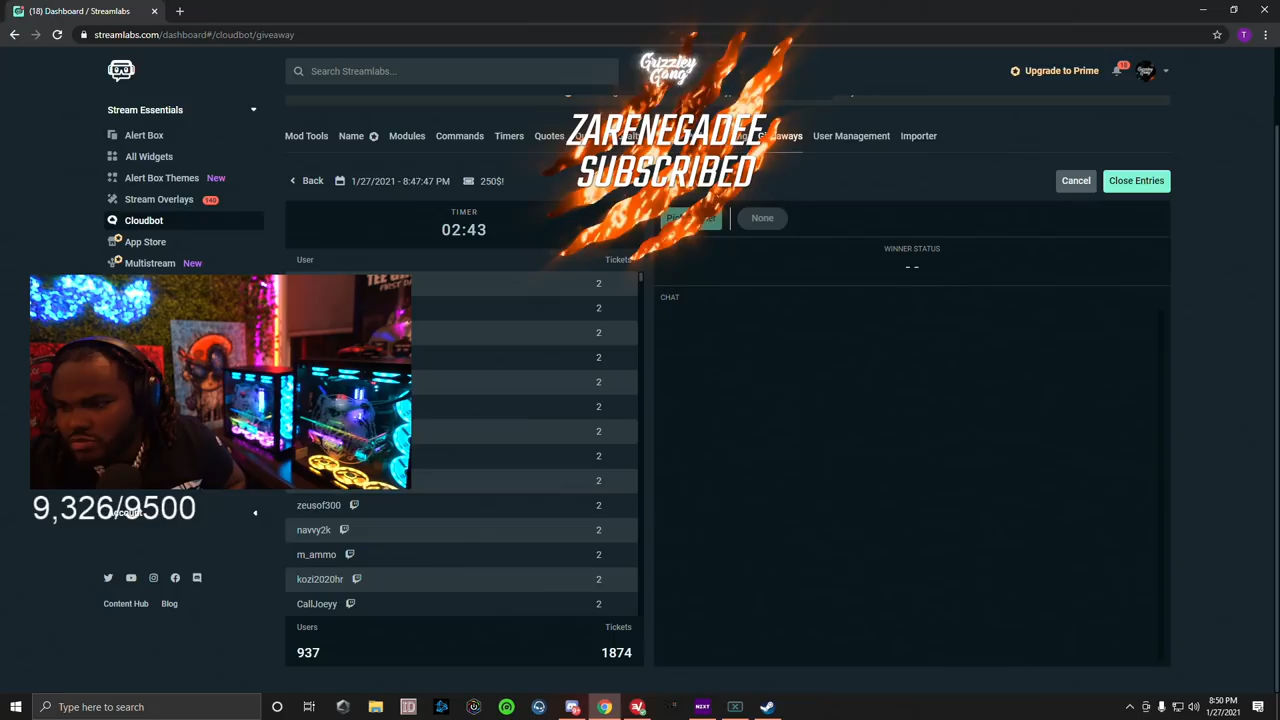 (18) Dashboard / Streamlabs
streamlabs.com/dashboard#/cloudbot/giveaway
T
Grizzley
Gang
Search Streamlabs...
Upgrade to Prime
18
Stream Essentials
Alert Box
All Widgets
Alert Box Themes New
Stream Overlays 140
Cloudbot
App Store
Multistream New
Mod Tools Name Modules Commands Timers Quotes Giveaways User Management Importer
ZARENEGADEE
SUBSCRIBED
Back 1/27/2021 - 8:47:47 PM 250$! Cancel Close Entries
TIMER
02:43
None
WINNER STATUS
--
User Tickets
CHAT
2
2
2
2
2
2
2
2
2
zeusof300 2
navvy2k 2
m_ammo 2
kozi2020hr 2
CallJoeyy 2
9,326/9500
Account
Content Hub Blog
Users Tickets
937 1874
Type here to search
NZXT
8:50 PM
1/27/2021